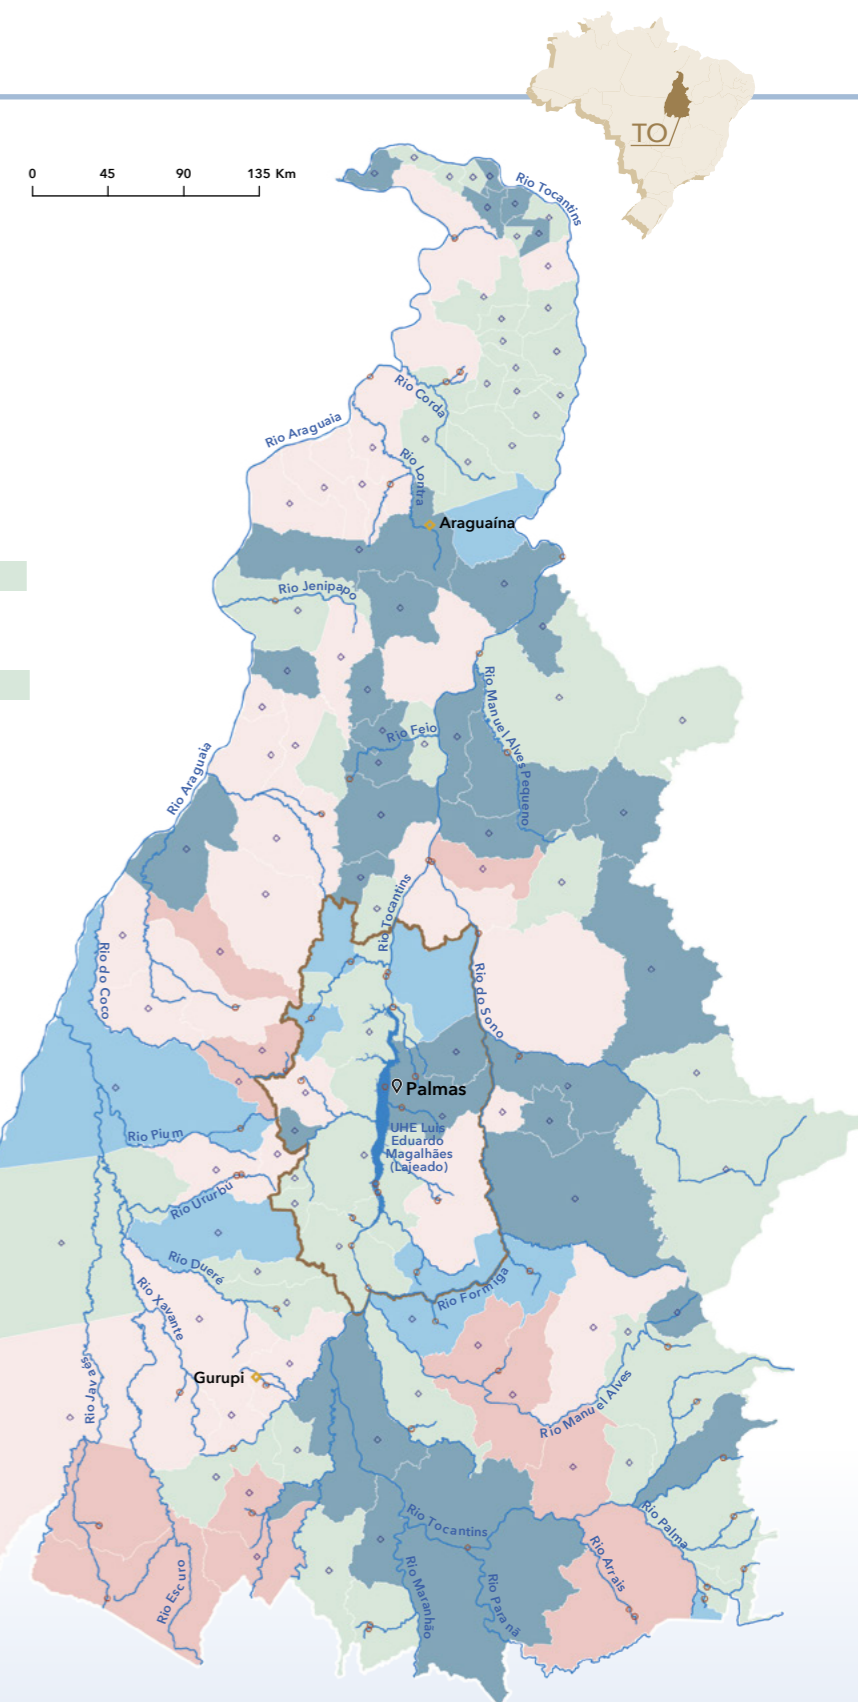 TO
0 45 90 135 Km
Rio Tocantins
Rio Corda
Rio Araguaia
Rio Lontra
Araguaína
Rio Jenipapo
Rio Manuel Alves Pequeno
Rio Feio
Rio Araguaia
Rio Tocantins
Rio do Coco
Rio do Sono
Palmas
UHE Luis
Eduardo
Magalhães
(Lajeado)
Rio Pium
Rio Urubu
Rio Dueré
Rio Formiga
Rio Xavante
Gurupi
Rio Javaés
Rio Manuel Alves
Rio Tocantins
Rio Palma
Rio Arrais
Rio Escuro
Rio Maranhão
Rio Paranã